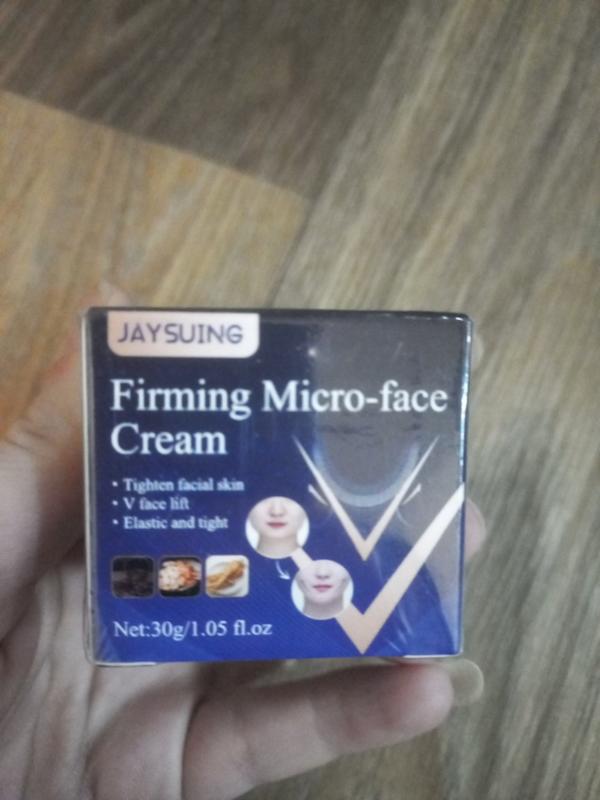 JAYSUING
Firming Micro-face
Cream
• Tighten facial skin
• V face lift
• Elastic and tight
Net:30g/1.05 fl.oz